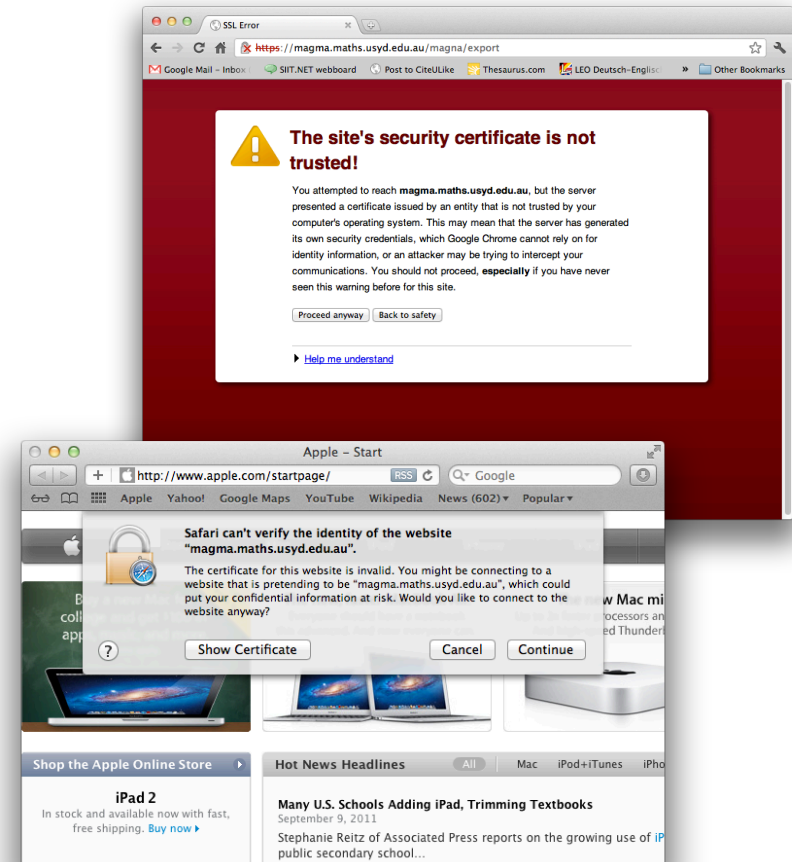 SSL Error
https://magma.maths.usyd.edu.au/magna/export
Google Mail – Inbox
SIIT.NET webboard
Post to CiteULike
Thesaurus.com
LEO Deutsch-Englisc
»
Other Bookmarks
The site's security certificate is not
trusted!
You attempted to reach magma.maths.usyd.edu.au, but the server
presented a certificate issued by an entity that is not trusted by your
computer's operating system. This may mean that the server has generated
its own security credentials, which Google Chrome cannot rely on for
identity information, or an attacker may be trying to intercept your
communications. You should not proceed, especially if you have never
seen this warning before for this site.
Proceed anyway Back to safety
Help me understand
Apple – Start
http://www.apple.com/startpage/ RSS Google
Apple Yahoo! Google Maps YouTube Wikipedia News (602) Popular
Safari can't verify the identity of the website
“magma.maths.usyd.edu.au”.
The certificate for this website is invalid. You might be connecting to a
website that is pretending to be “magma.maths.usyd.edu.au”, which could
put your confidential information at risk. Would you like to connect to the
website anyway?
? Show Certificate Cancel Continue
w Mac mi
rocessors an
ed Thunderb
Shop the Apple Online Store
iPad 2
In stock and available now with fast,
free shipping. Buy now
Hot News Headlines All Mac iPod+iTunes iPho
Many U.S. Schools Adding iPad, Trimming Textbooks
September 9, 2011
Stephanie Reitz of Associated Press reports on the growing use of iP
public secondary school...